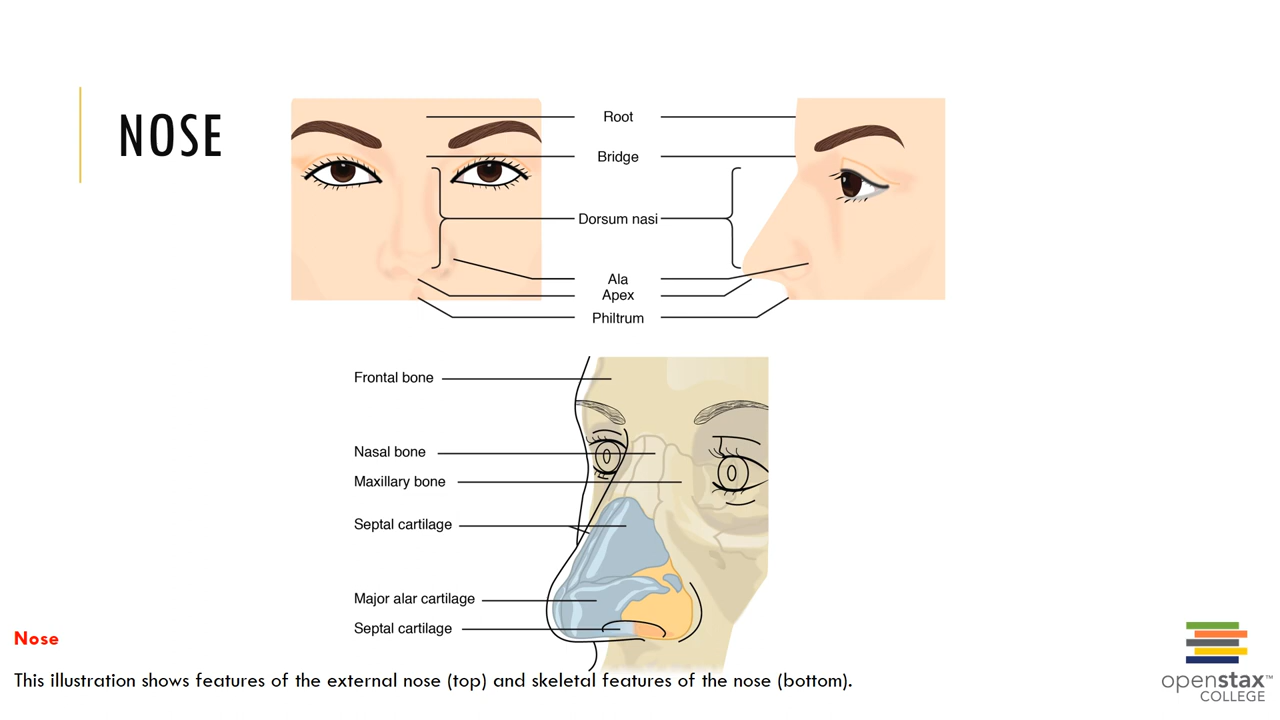 NOSE
Root
Bridge
Dorsum nasi
Ala
Apex
Philtrum
Frontal bone
Nasal bone
Maxillary bone
Septal cartilage
Major alar cartilage
Septal cartilage
Nose
This illustration shows features of the external nose (top) and skeletal features of the nose (bottom).
openstax™
COLLEGE